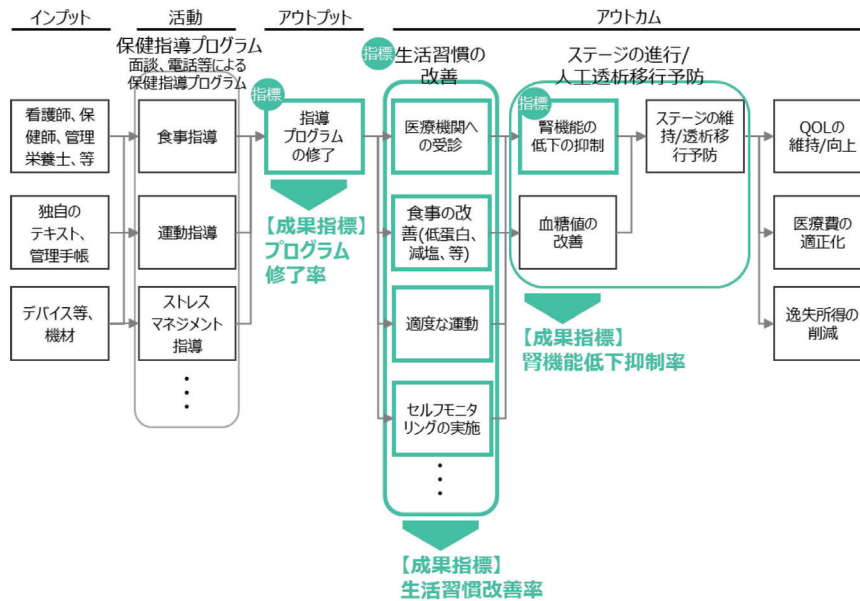 インプット
活動
アウトプット
アウトカム
保健指導プログラム
面談、電話等による
保健指導プログラム
指標
生活習慣の
改善
ステージの進行/
人工透析移行予防
看護師、保
健師、管理
栄養士、等
食事指導
指標
指導
プログラム
の修了
医療機関へ
の受診
指標
腎機能の
低下の抑制
ステージの維
持/透析移
行予防
QOLの
維持/向上
独自の
テキスト、
管理手帳
運動指導
【成果指標】
プログラム
修了率
食事の改
善(低蛋白、
減塩、等)
血糖値の
改善
医療費の
適正化
デバイス等、
機材
ストレス
マネジメント
指導
・
・
・
適度な運動
【成果指標】
腎機能低下抑制率
逸失所得の
削減
セルフモニタ
リングの実施
・
・
・
【成果指標】
生活習慣改善率